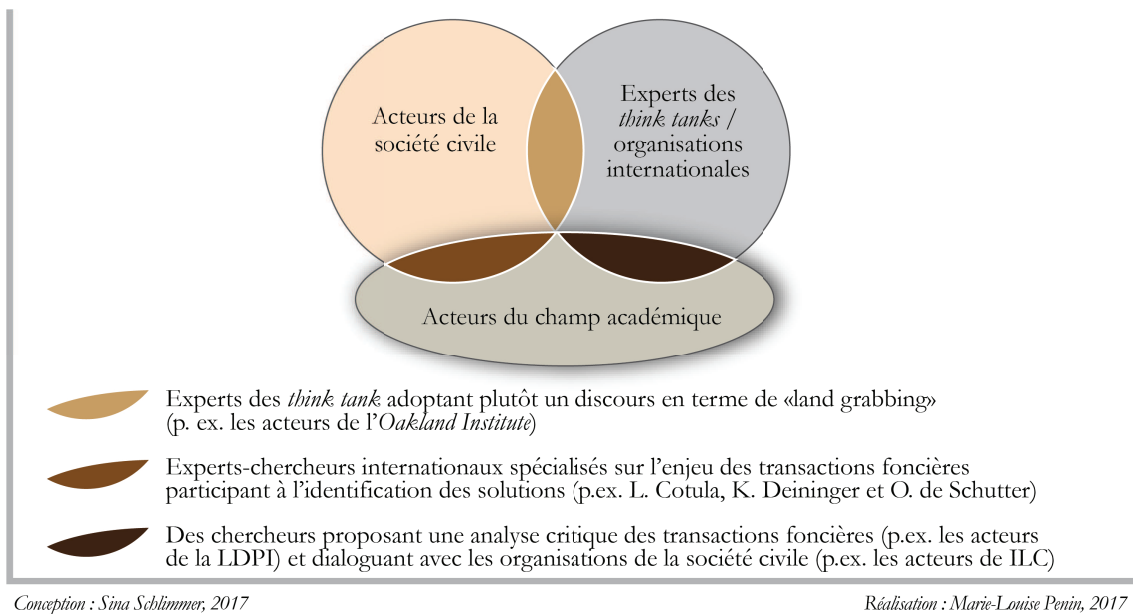 Acteurs de la
société civile
Experts des
think tanks /
organisations
internationales
Acteurs du champ académique
Experts des think tank adoptant plutôt un discours en terme de «land grabbing»
(p. ex. les acteurs de l'Oakland Institute)
Experts-chercheurs internationaux spécialisés sur l'enjeu des transactions foncières
participant à l'identification des solutions (p.ex. L. Cotula, K. Deininger et O. de Schutter)
Des chercheurs proposant une analyse critique des transactions foncières (p.ex. les acteurs
de la LDPI) et dialoguant avec les organisations de la société civile (p.ex. les acteurs de ILC)
Conception : Sina Schlimmer, 2017
Réalisation : Marie-Louise Penin, 2017